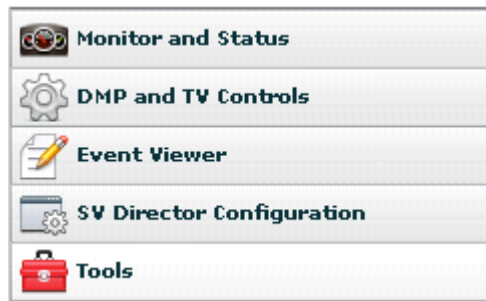 Monitor and Status
DMP and TV Controls
Event Viewer
SV Director Configuration
Tools